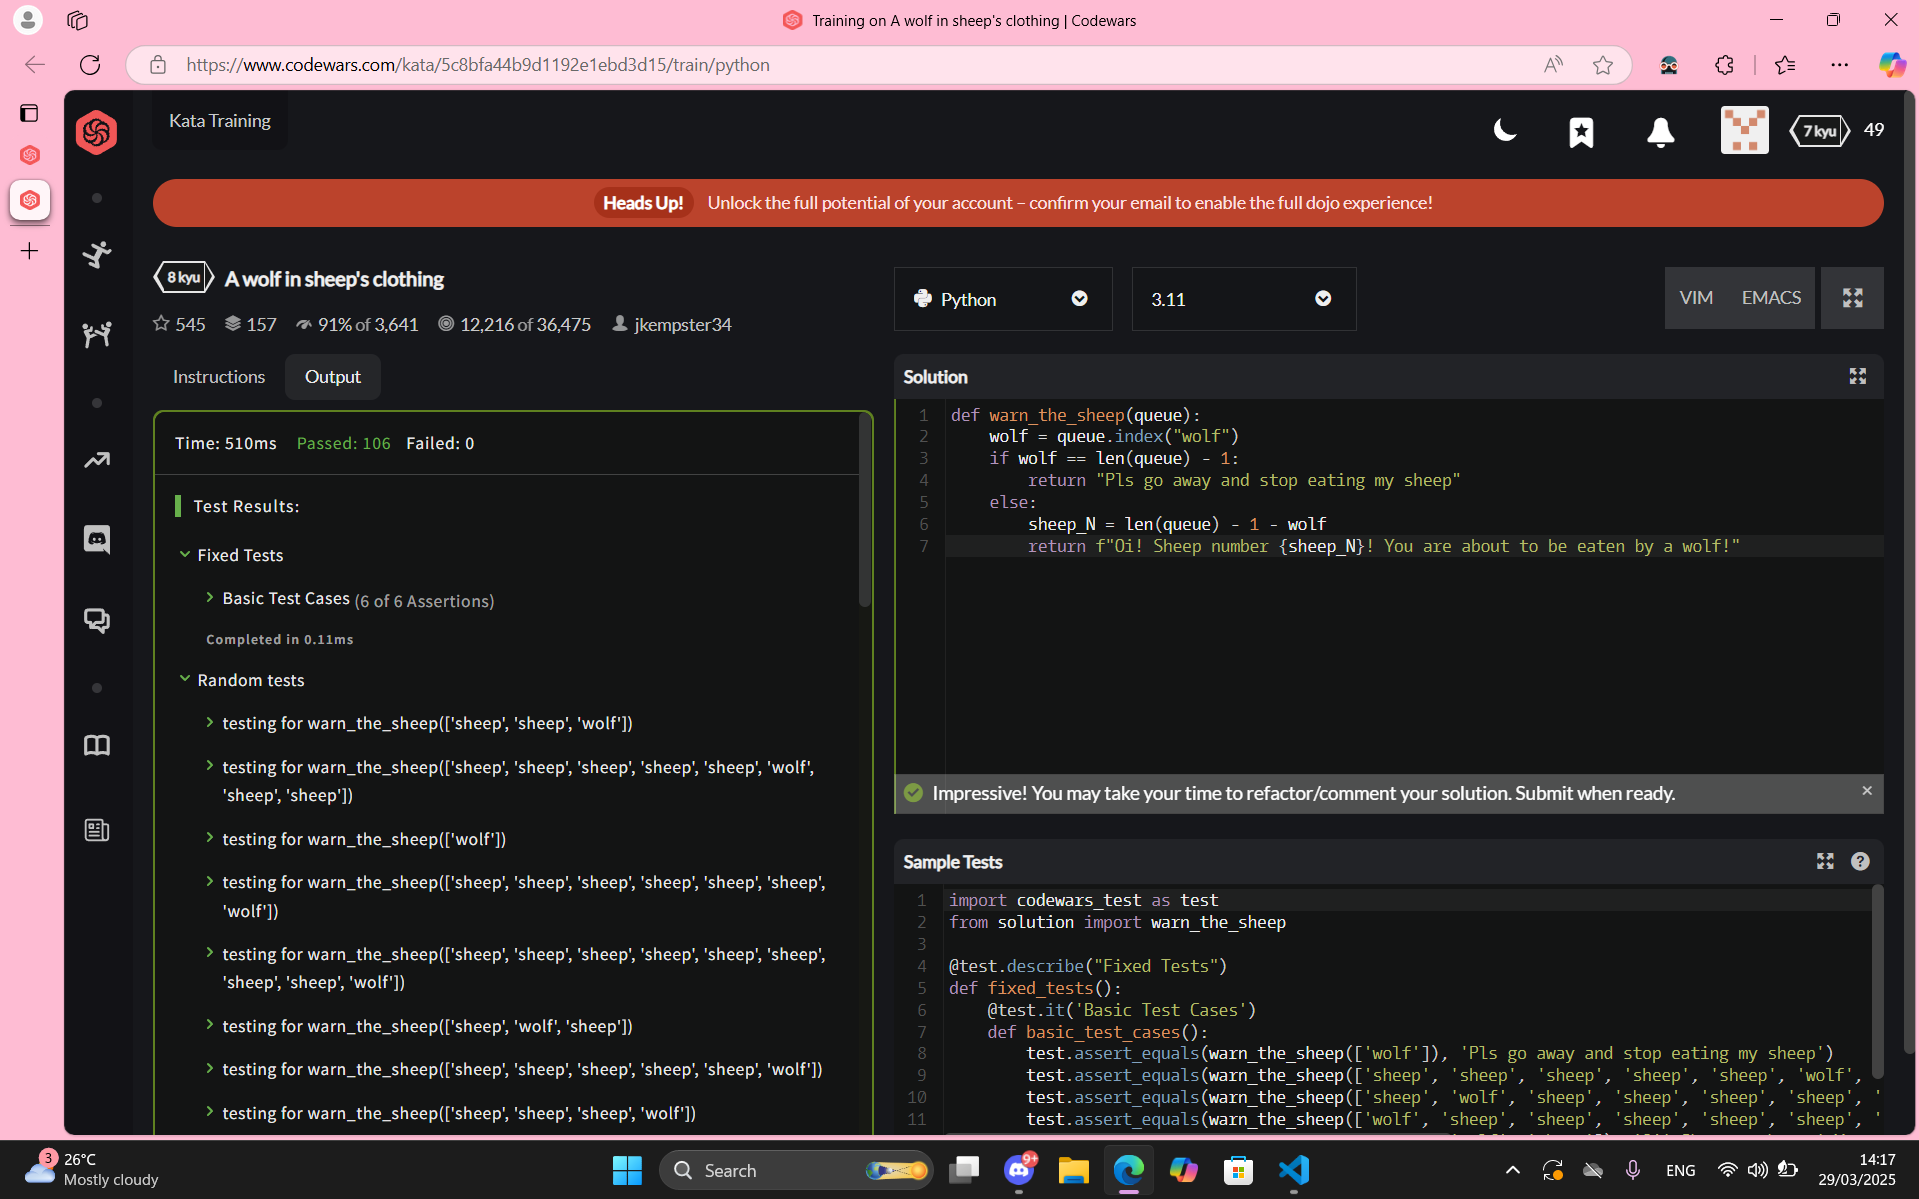 Training on A wolf in sheep's clothing | Codewars
https://www.codewars.com/kata/5c8bfa44b9d1192e1ebd3d15/train/python
Kata Training
7 kyu 49
Heads Up! Unlock the full potential of your account – confirm your email to enable the full dojo experience!
8 kyu A wolf in sheep's clothing
545 157 91% of 3,641 12,216 of 36,475 jkempster34
Python 3.11 VIM EMACS
Instructions Output
Time: 510ms Passed: 106 Failed: 0
Test Results:
Fixed Tests
Basic Test Cases (6 of 6 Assertions)
Completed in 0.11ms
Random tests
testing for warn_the_sheep(['sheep', 'sheep', 'wolf'])
testing for warn_the_sheep(['sheep', 'sheep', 'sheep', 'sheep', 'sheep', 'wolf',
'sheep', 'sheep'])
testing for warn_the_sheep(['wolf'])
testing for warn_the_sheep(['sheep', 'sheep', 'sheep', 'sheep', 'sheep', 'sheep',
'wolf'])
testing for warn_the_sheep(['sheep', 'sheep', 'sheep', 'sheep', 'sheep', 'sheep',
'sheep', 'sheep', 'wolf'])
testing for warn_the_sheep(['sheep', 'wolf', 'sheep'])
testing for warn_the_sheep(['sheep', 'sheep', 'sheep', 'sheep', 'sheep', 'wolf'])
testing for warn_the_sheep(['sheep', 'sheep', 'sheep', 'wolf'])
Solution
1 def warn_the_sheep(queue):
2 wolf = queue.index("wolf")
3 if wolf == len(queue) - 1:
4 return "Pls go away and stop eating my sheep"
5 else:
6 sheep_N = len(queue) - 1 - wolf
7 return f"Oi! Sheep number {sheep_N}! You are about to be eaten by a wolf!"
Impressive! You may take your time to refactor/comment your solution. Submit when ready.
Sample Tests
1 import codewars_test as test
2 from solution import warn_the_sheep
3
4 @test.describe("Fixed Tests")
5 def fixed_tests():
6 @test.it('Basic Test Cases')
7 def basic_test_cases():
8 test.assert_equals(warn_the_sheep(['wolf']), 'Pls go away and stop eating my sheep')
9 test.assert_equals(warn_the_sheep(['sheep', 'sheep', 'sheep', 'sheep', 'sheep', 'wolf',
10 test.assert_equals(warn_the_sheep(['sheep', 'wolf', 'sheep', 'sheep', 'sheep', 'sheep', '
11 test.assert_equals(warn_the_sheep(['wolf', 'sheep', 'sheep', 'sheep', 'sheep', 'sheep', '
3 26°C
Mostly cloudy
Search
9+
ENG
14:17
29/03/2025